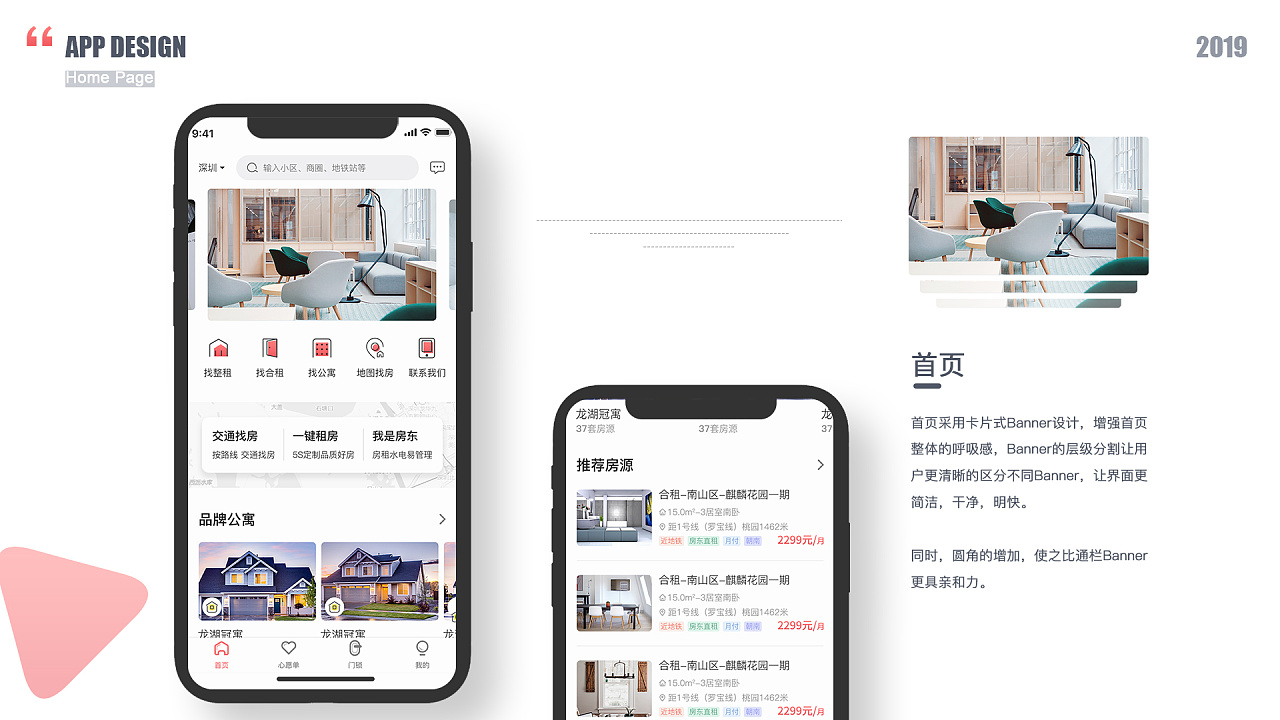 APP DESIGN
Home Page
2019
9:41
深圳
输入小区、商圈、地铁站等
找整租
找合租
找公寓
地图找房
联系我们
交通找房
按路线 交通找房
一键租房
5S定制品质好房
我是房东
房租水电易管理
品牌公寓
龙湖冠寓
龙湖冠寓
首页
心愿单
门锁
我的
龙湖冠寓
37套房源
37套房源
龙
37
推荐房源
合租-南山区-麒麟花园一期
15.0m²-3居室南卧
距1号线（罗宝线）桃园1462米
近地铁 房东直租 月付 朝南
2299元/月
合租-南山区-麒麟花园一期
15.0m²-3居室南卧
距1号线（罗宝线）桃园1462米
近地铁 房东直租 月付 朝南
2299元/月
合租-南山区-麒麟花园一期
15.0m²-3居室南卧
距1号线（罗宝线）桃园1462米
近地铁 房东直租 月付 朝南
2299元/月
首页
首页采用卡片式Banner设计，增强首页
整体的呼吸感，Banner的层级分割让用
户更清晰的区分不同Banner，让界面更
简洁，干净，明快。
同时，圆角的增加，使之比通栏Banner
更具亲和力。